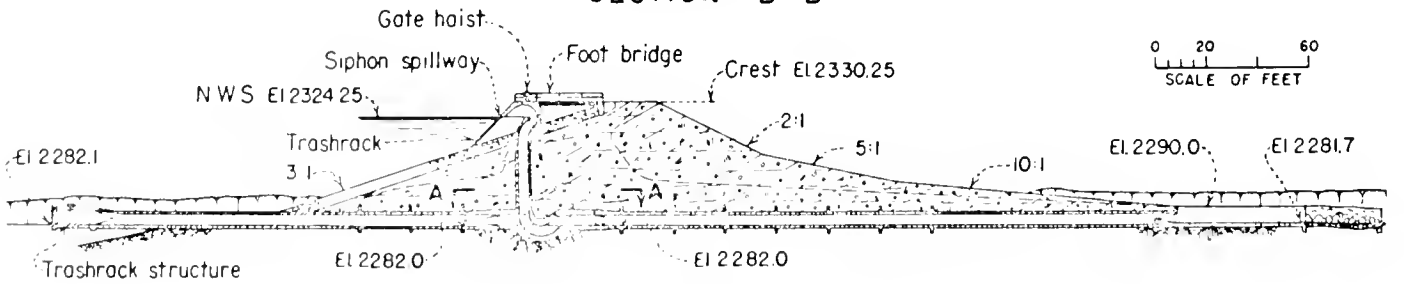 SECTION B-B
Gate hoist
Siphon spillway
Foot bridge
0 20 60
SCALE OF FEET
Crest El.2330.25
NWS El 2324.25
Trashrack
2:1
5:1
El 2282.1
3:1
A
A
10:1
El.2290.0
El 2281.7
Trashrack structure
El 2282.0
El 2282.0